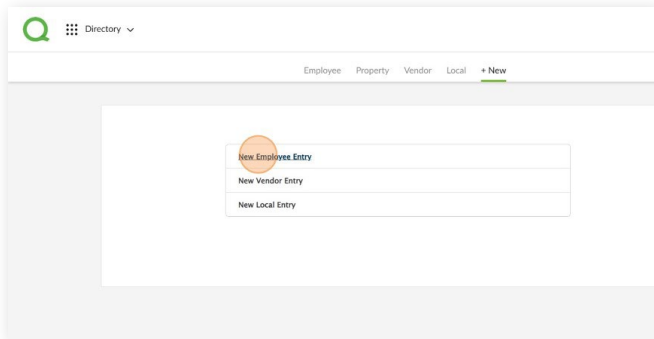 Directory
Employee Property Vendor Local + New
New Employee Entry
New Vendor Entry
New Local Entry